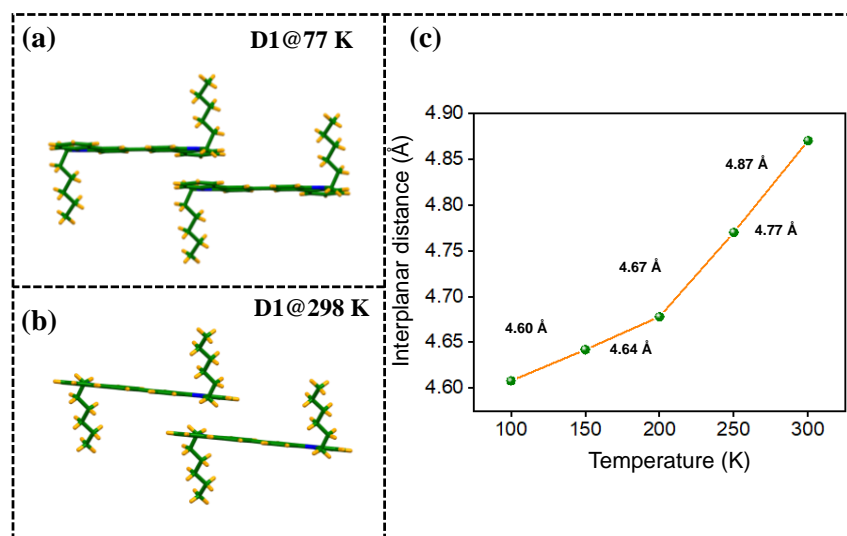 (a)
D1@77 K
(b)
D1@298 K
(c)
Interplanar distance (Å)
4.90
4.85
4.80
4.75
4.70
4.65
4.60
4.60 Å
4.64 Å
4.67 Å
4.77 Å
4.87 Å
100
150
200
250
300
Temperature (K)